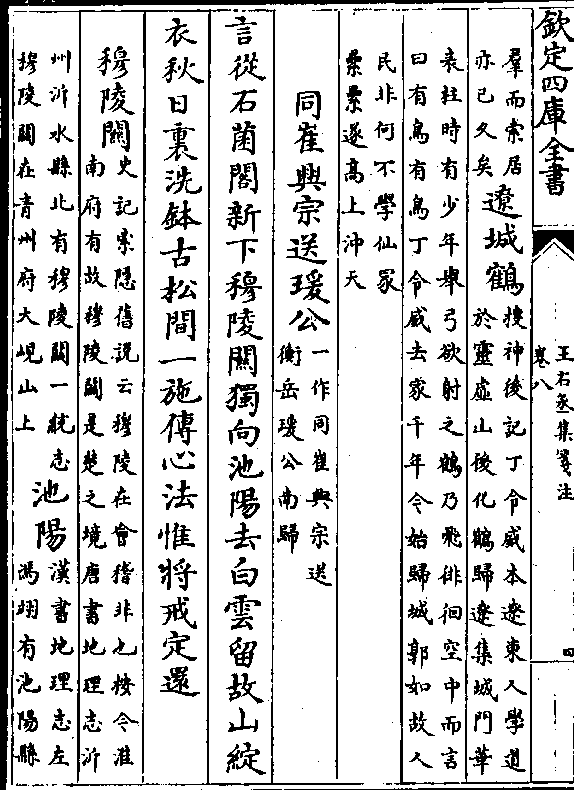 欽定四庫全書
王右丞集箋注
卷八
四
羣而索居
亦已久矣
遼城鶴
搜神後記丁令威本遼東人學道
於靈虚山後化鶴歸遼集城門華
表柱時有少年舉弓欲射之鶴乃飛徘徊空中而言
曰有鳥有鳥丁令威去家千年今始歸城郭如故人
民非何不學仙冢
纍纍遂高上沖天
同崔興宗送瑗公
一作同崔興宗送
衡岳瑗公南歸
言從石菌閣新下穆陵關獨向池陽去白雲留故山綻
衣秋日裏洗鉢古松間一施傳心法惟將戒定還
穆陵關
史記索隱舊說云穆陵在會稽非也按今淮
南府有故穆陵關是楚之境唐書地理志沂
州沂水縣北有穆陵關一統志
穆陵關在青州府大峴山上
池陽
漢書地理志左
馮翊有池陽縣